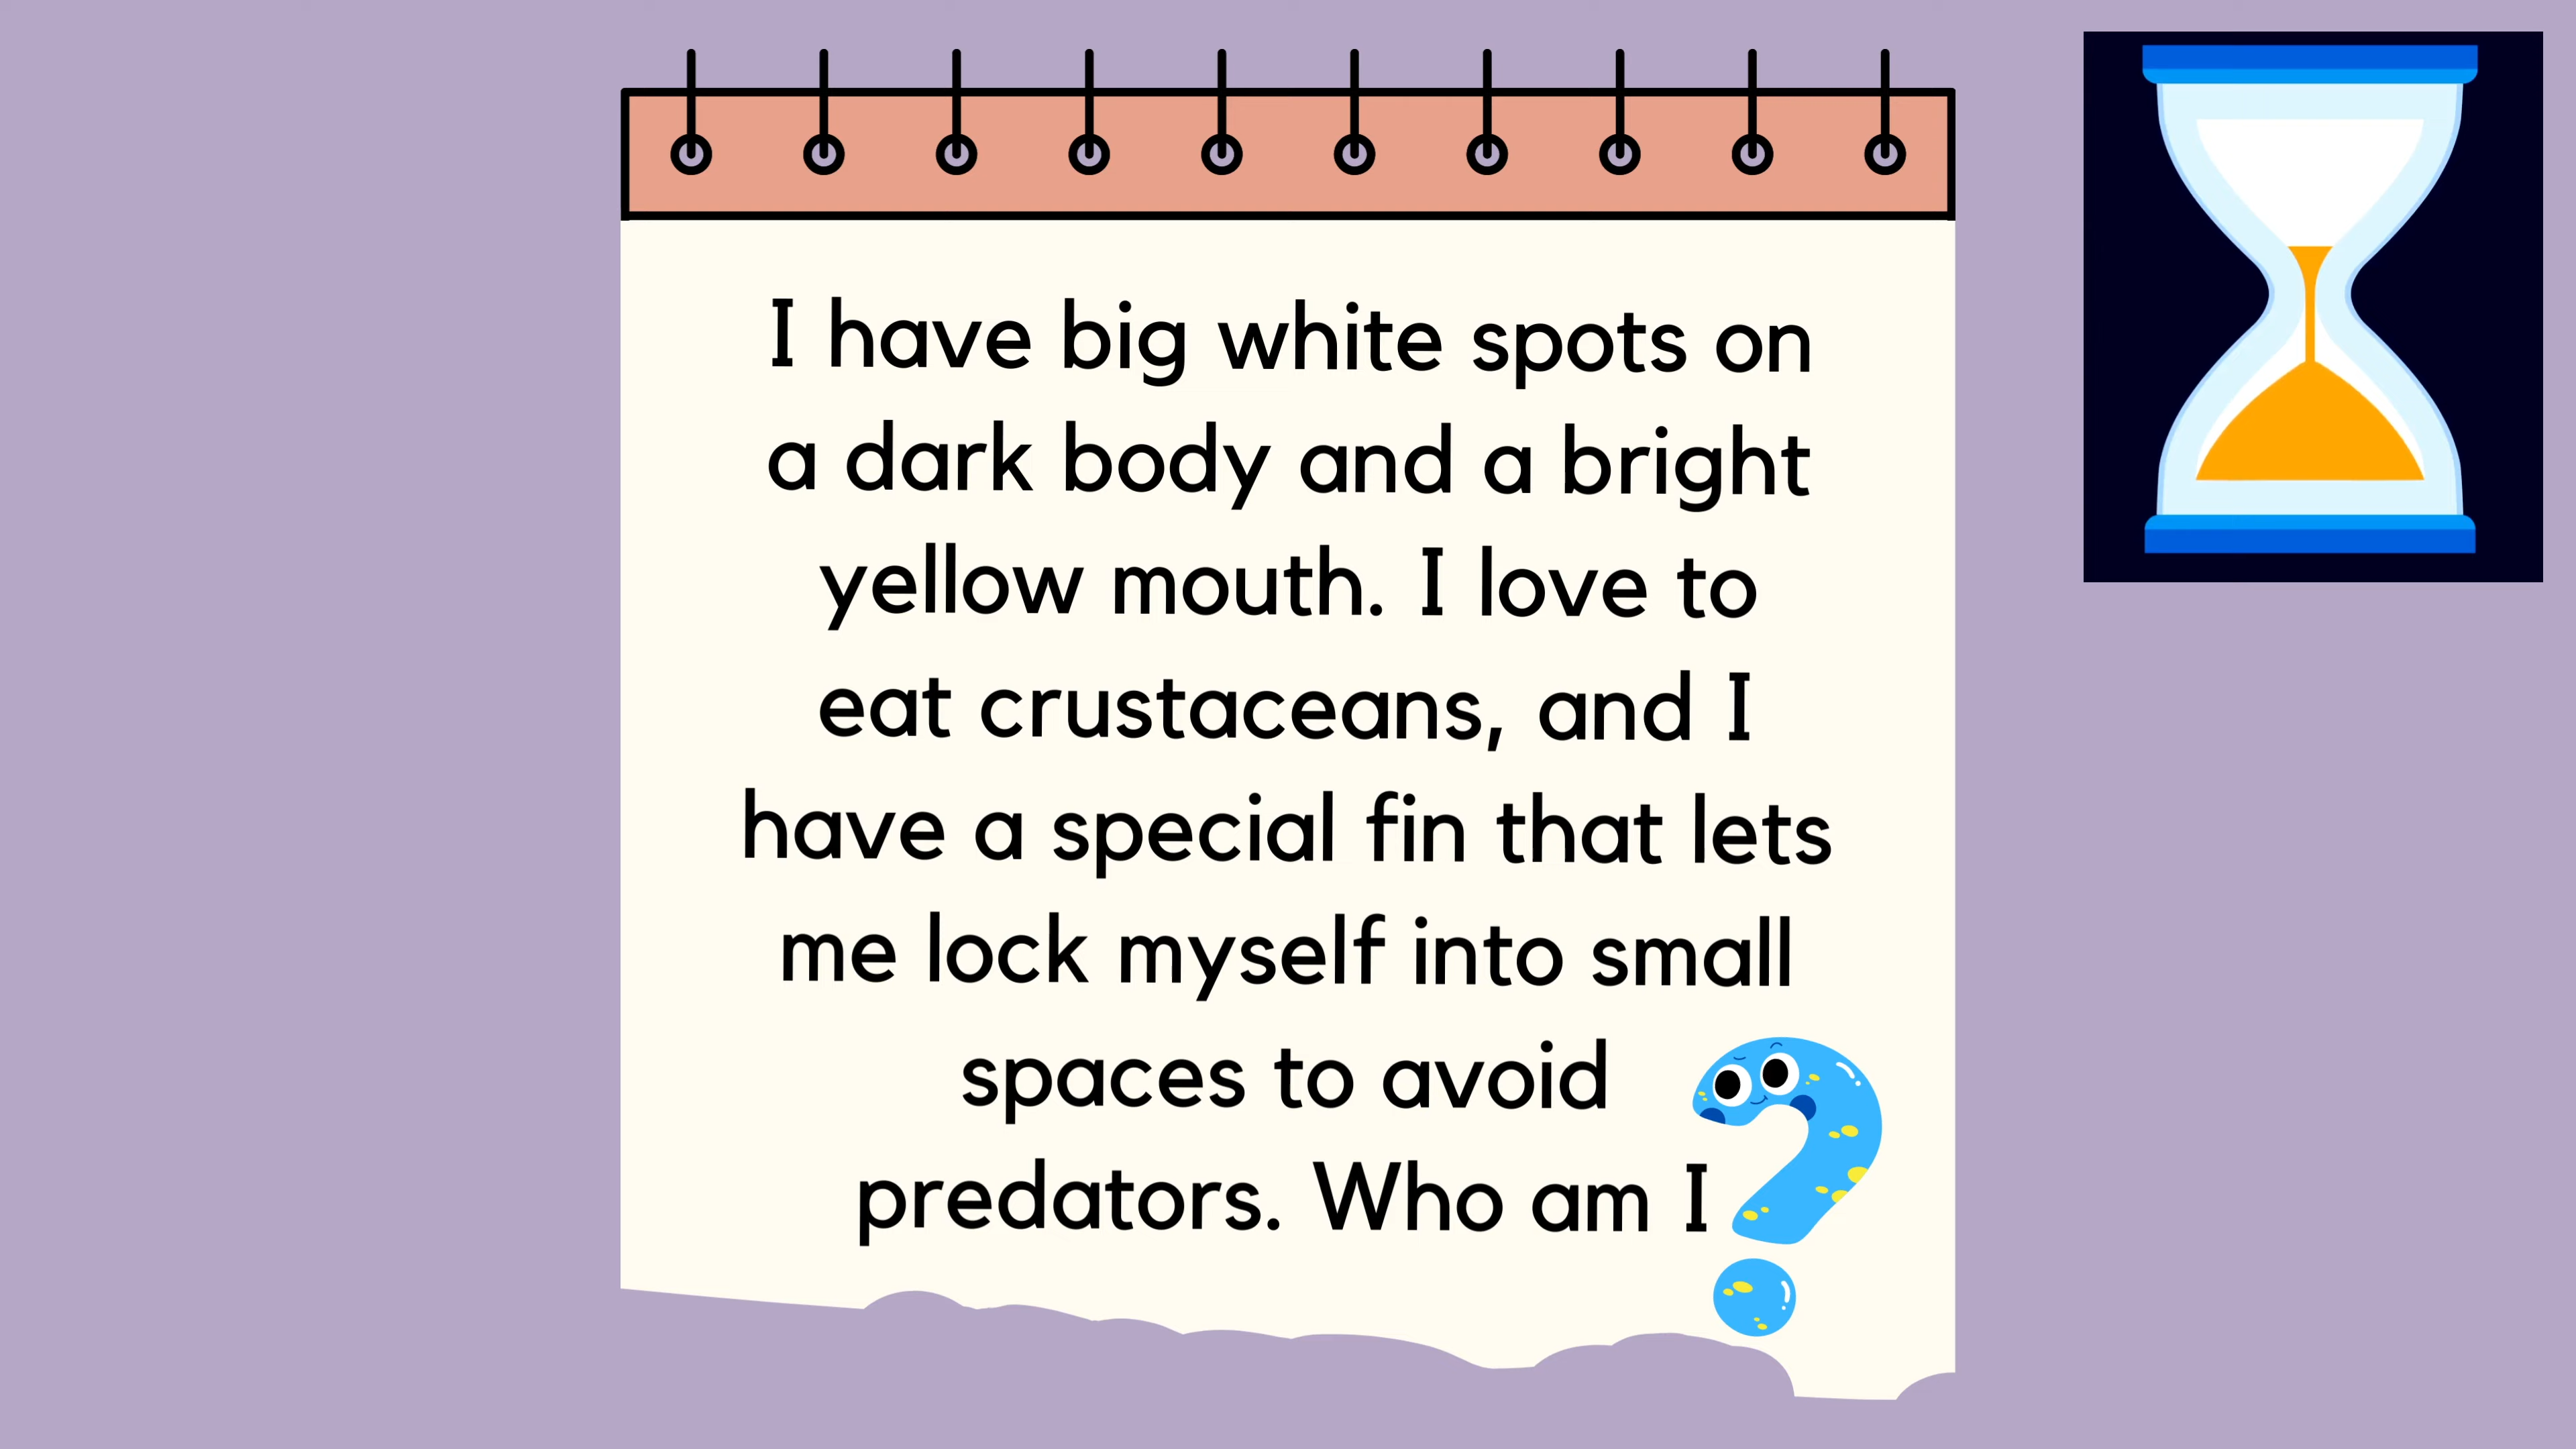 I have big white spots on
a dark body and a bright
yellow mouth. I love to
eat crustaceans, and I
have a special fin that lets
me lock myself into small
spaces to avoid
predators. Who am I?